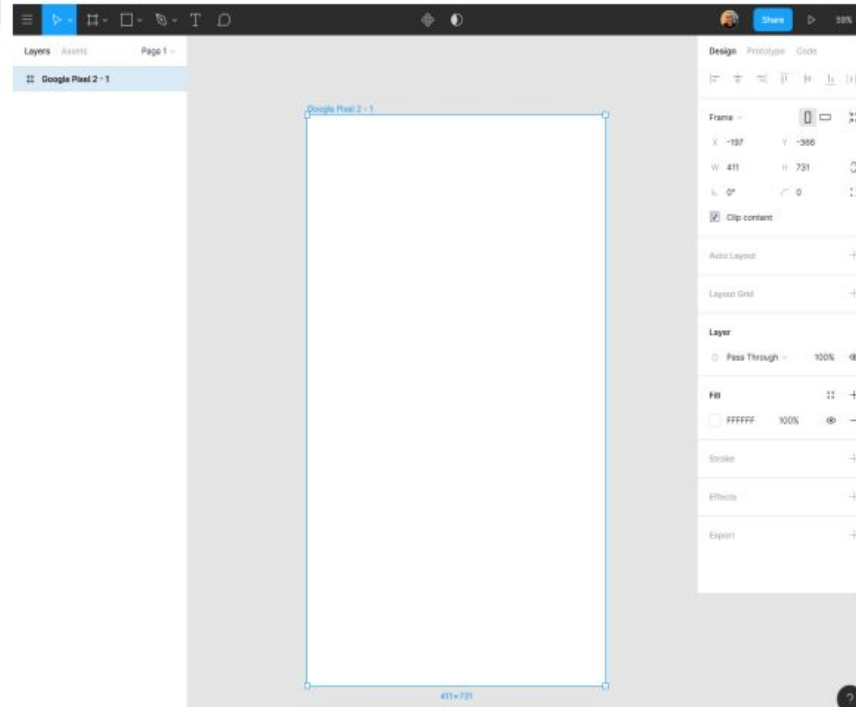 T
Share
59%
Layers Assets Page 1
Google Pixel 2 - 1
Google Pixel 2 - 1
411×731
Design Prototype Code
Frame
X -197 Y -366
W 411 H 731
0° 0
Clip content
Auto Layout
Layout Grid
Layer
Pass Through 100%
Fill
FFFFFF 100%
Stroke
Effects
Export
?